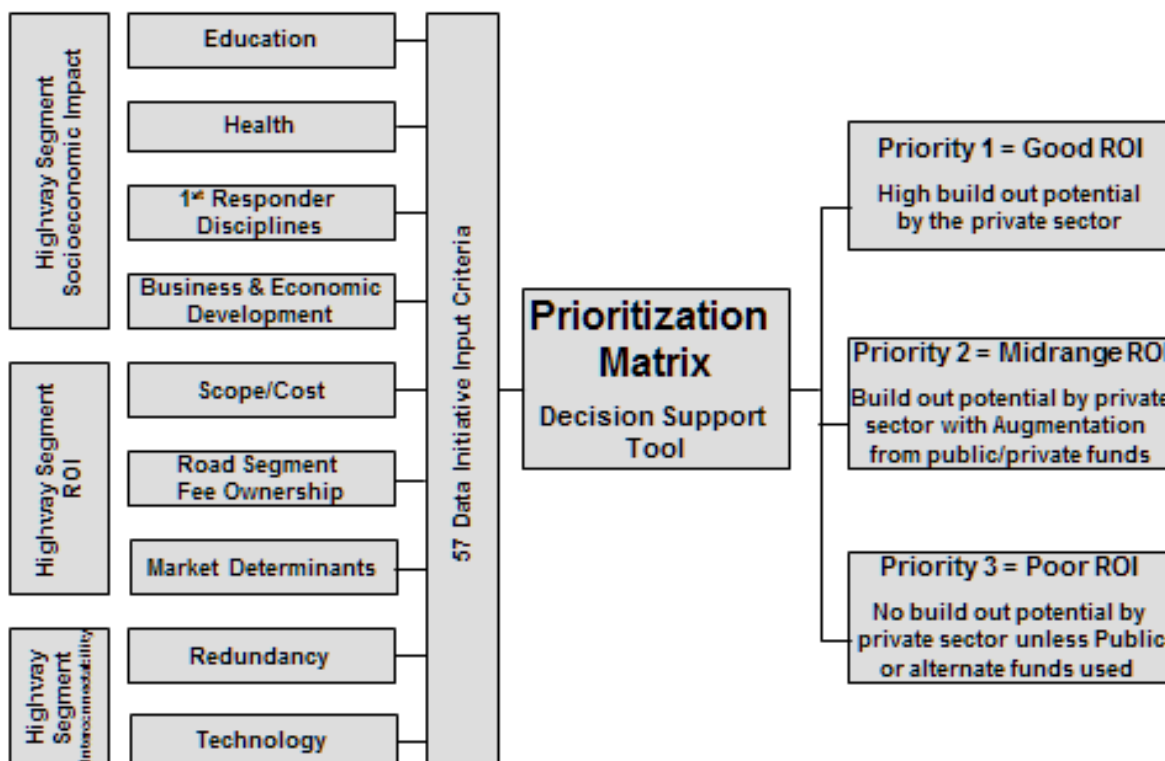 Highway Segment
Socioeconomic Impact
Education
Health
1st Responder
Disciplines
Business & Economic
Development
Highway Segment
ROI
Scope/Cost
Road Segment
Fee Ownership
Market Determinants
Highway
Segment
Interconnectability
Redundancy
Technology
57 Data Initiative Input Criteria
Prioritization
Matrix
Decision Support
Tool
Priority 1 = Good ROI
High build out potential
by the private sector
Priority 2 = Midrange ROI
Build out potential by private
sector with Augmentation
from public/private funds
Priority 3 = Poor ROI
No build out potential by
private sector unless Public
or alternate funds used